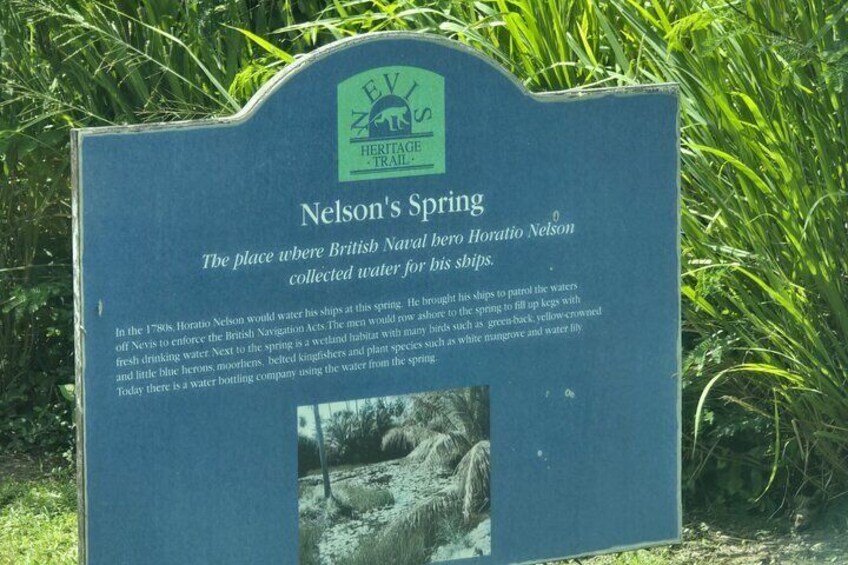 NEVIS
HERITAGE
· TRAIL ·
Nelson's Spring
The place where British Naval hero Horatio Nelson
collected water for his ships.
In the 1780s, Horatio Nelson would water his ships at this spring. He brought his ships to patrol the waters
off Nevis to enforce the British Navigation Acts. The men would row ashore to the spring to fill up kegs with
fresh drinking water. Next to the spring is a wetland habitat with many birds such as green-back, yellow-crowned
and little blue herons, moorhens, belted kingfishers and plant species such as white mangrove and water lily
Today there is a water bottling company using the water from the spring.